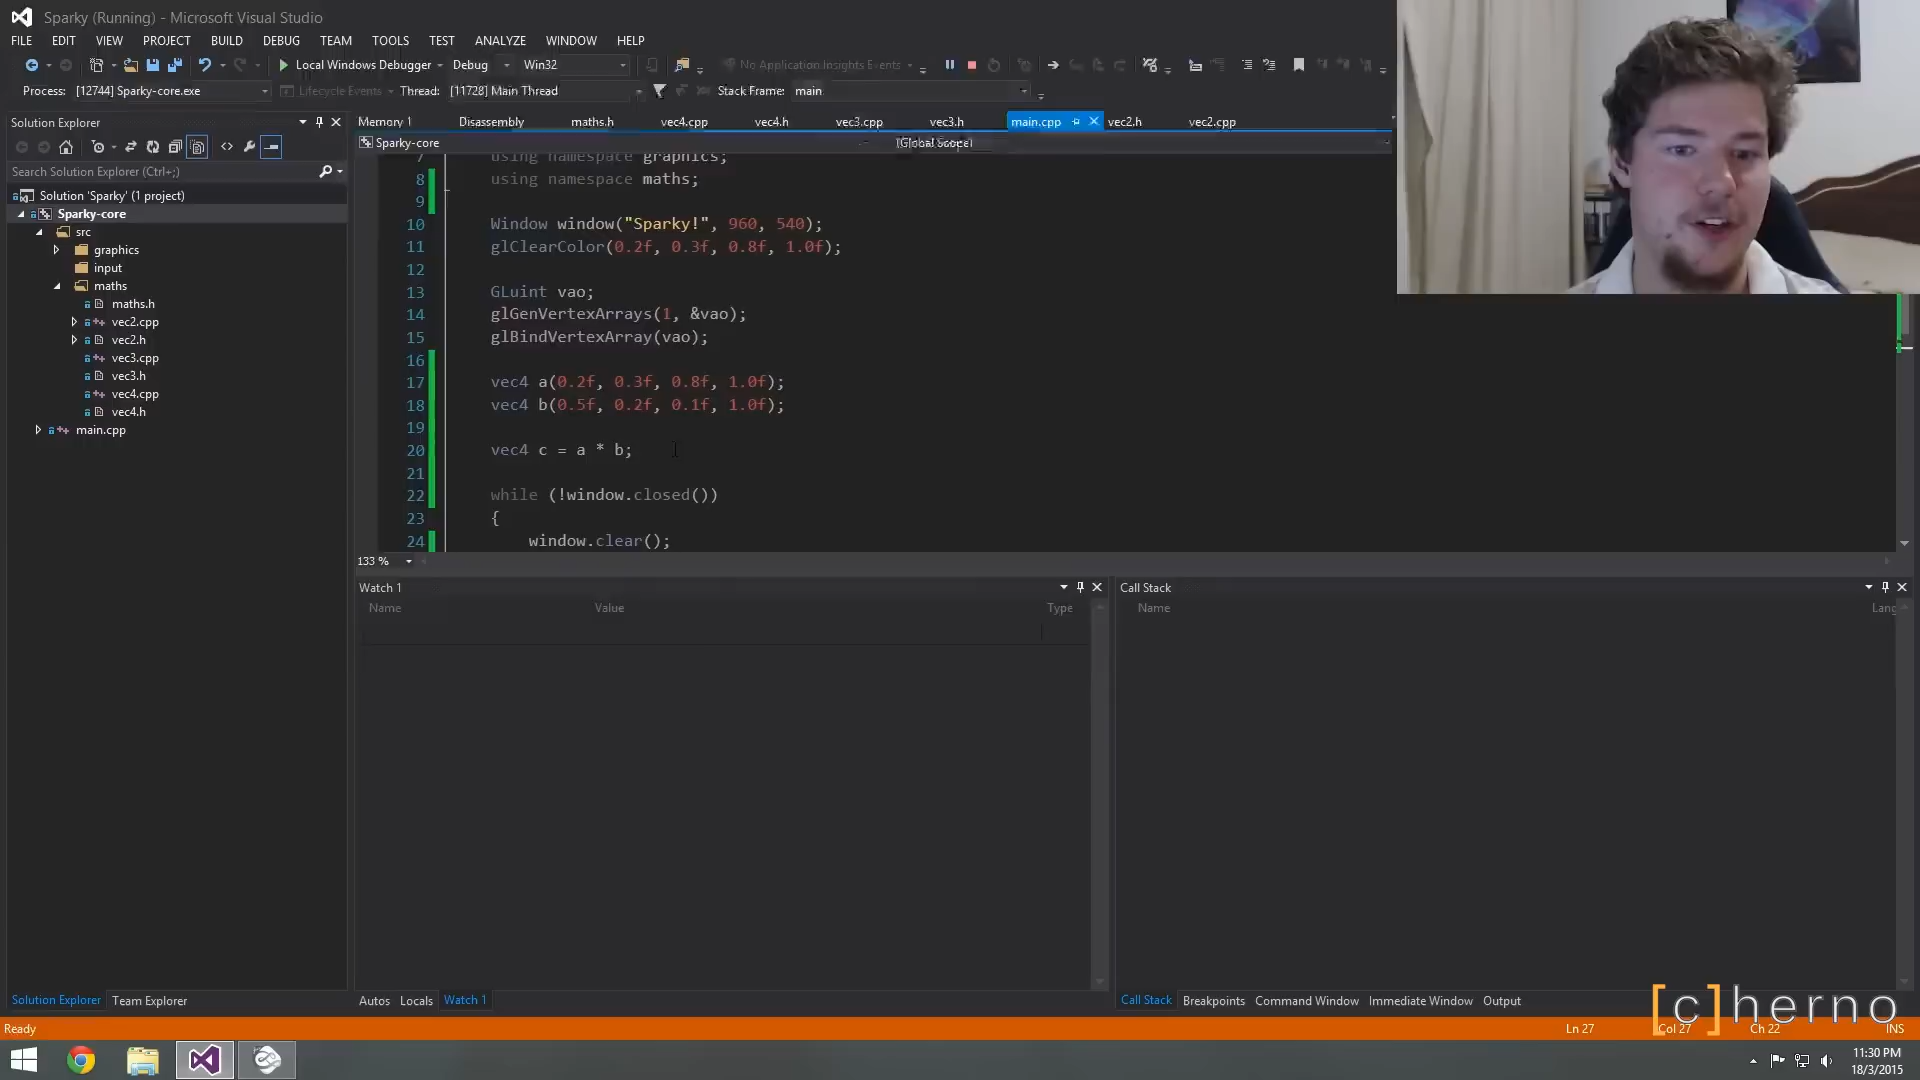 Sparky (Running) - Microsoft Visual Studio
FILE EDIT VIEW PROJECT BUILD DEBUG TEAM TOOLS TEST ANALYZE WINDOW HELP
Local Windows Debugger Debug Win32 No Application Insights Events
Process: [12744] Sparky-core.exe Lifecycle Events Thread: [11728] Main Thread Stack Frame: main
Solution Explorer
Search Solution Explorer (Ctrl+;)
Solution 'Sparky' (1 project)
Sparky-core
src
graphics
input
maths
maths.h
vec2.cpp
vec2.h
vec3.cpp
vec3.h
vec4.cpp
vec4.h
main.cpp
Solution Explorer Team Explorer
Memory 1 Disassembly maths.h vec4.cpp vec4.h vec3.cpp vec3.h main.cpp vec2.h vec2.cpp
Sparky-core (Global Scope)
7 using namespace graphics;
8 using namespace maths;
9
10 Window window("Sparky!", 960, 540);
11 glClearColor(0.2f, 0.3f, 0.8f, 1.0f);
12
13 GLuint vao;
14 glGenVertexArrays(1, &vao);
15 glBindVertexArray(vao);
16
17 vec4 a(0.2f, 0.3f, 0.8f, 1.0f);
18 vec4 b(0.5f, 0.2f, 0.1f, 1.0f);
19
20 vec4 c = a * b;
21
22 while (!window.closed())
23 {
24 window.clear();
133 %
Watch 1
Name Value Type
Autos Locals Watch 1
Call Stack
Name Lang
Call Stack Breakpoints Command Window Immediate Window Output
[c]herno
Ready Ln 27 Col 27 Ch 22 INS
11:30 PM
18/3/2015